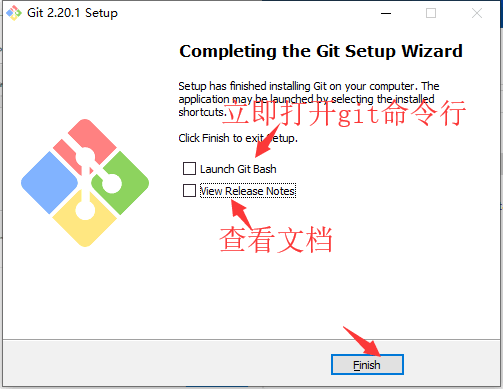 Git 2.20.1 Setup
Completing the Git Setup Wizard
Setup has finished installing Git on your computer. The
application may be launched by selecting the installed
shortcuts.
立即打开git命令行
Click Finish to exit Setup.
Launch Git Bash
View Release Notes
查看文档
Finish